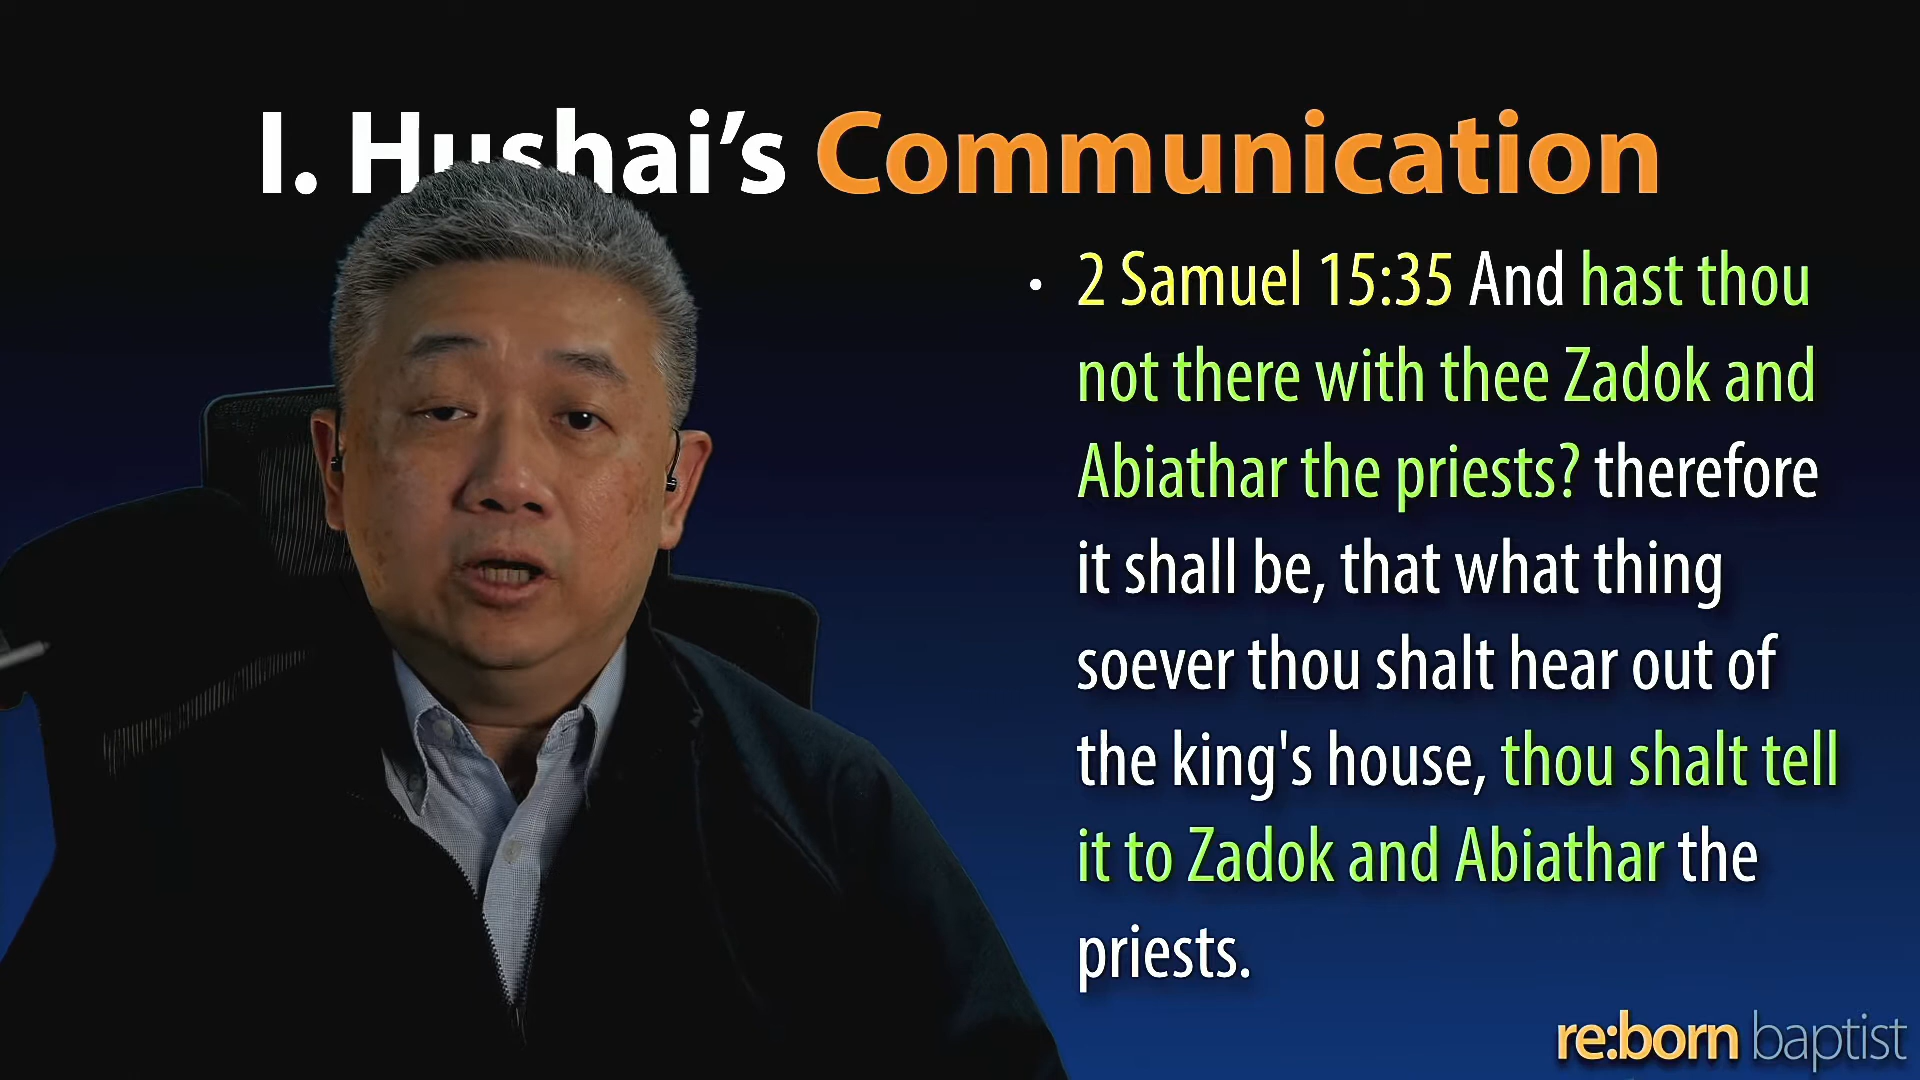 I. Hushai’s Communication
• 2 Samuel 15:35 And hast thou
not there with thee Zadok and
Abiathar the priests? therefore
it shall be, that what thing
soever thou shalt hear out of
the king's house, thou shalt tell
it to Zadok and Abiathar the
priests.
re:born baptist